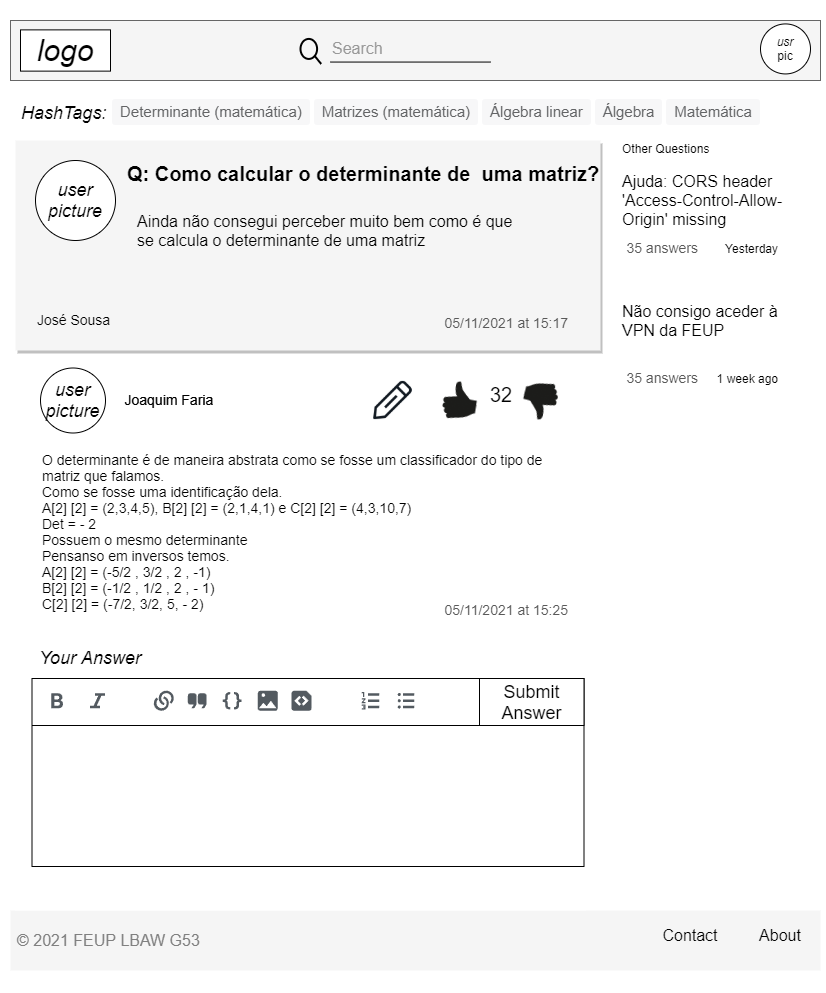 logo
Search
usr
pic
HashTags: Determinante (matemática) Matrizes (matemática) Álgebra linear Álgebra Matemática
user
picture
Q: Como calcular o determinante de uma matriz?
Ainda não consegui perceber muito bem como é que
se calcula o determinante de uma matriz
José Sousa
05/11/2021 at 15:17
Other Questions
Ajuda: CORS header
'Access-Control-Allow-
Origin' missing
35 answers Yesterday
Não consigo aceder à
VPN da FEUP
35 answers 1 week ago
user
picture
Joaquim Faria
32
O determinante é de maneira abstrata como se fosse um classificador do tipo de
matriz que falamos.
Como se fosse uma identificação dela.
A[2] [2] = (2,3,4,5), B[2] [2] = (2,1,4,1) e C[2] [2] = (4,3,10,7)
Det = - 2
Possuem o mesmo determinante
Pensanso em inversos temos.
A[2] [2] = (-5/2 , 3/2 , 2 , -1)
B[2] [2] = (-1/2 , 1/2 , 2 , - 1)
C[2] [2] = (-7/2, 3/2, 5, - 2)
05/11/2021 at 15:25
Your Answer
B I
Submit
Answer
© 2021 FEUP LBAW G53
Contact About